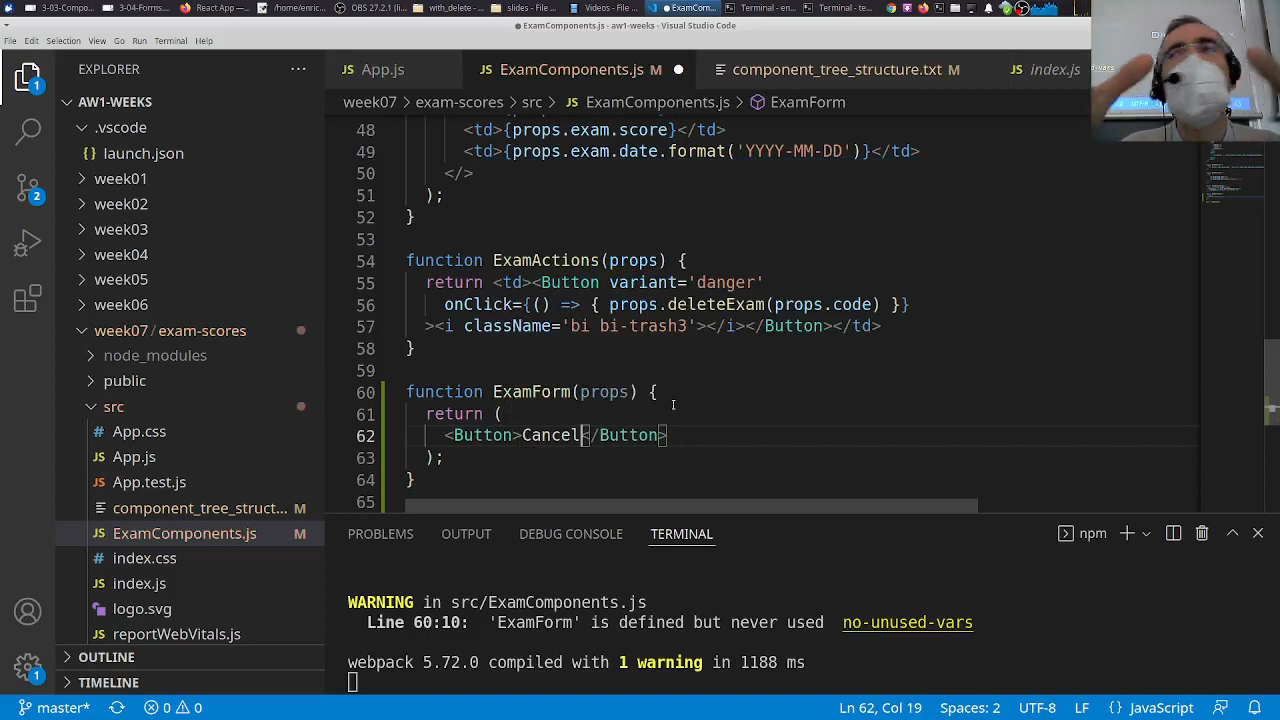 3-03-Compon...
3-04-Forms....
React App —...
/home/enric...
OBS 27.2.1 (...
with_delete - ...
slides - File...
src - File...
ExamComp...
Terminal - en...
Terminal - te...
ExamComponents.js - aw1-weeks - Visual Studio Code
File Edit Selection View Go Run Terminal Help
EXPLORER
App.js
ExamComponents.js M
component_tree_structure.txt M
index.js
week07 > exam-scores > src > JS ExamComponents.js > ExamForm
AW1-WEEKS
.vscode
launch.json
week01
week02
week03
week04
week05
week06
week07 / exam-scores
node_modules
public
src
App.css
App.js
App.test.js
component_tree_struct... M
ExamComponents.js M
index.css
index.js
logo.svg
reportWebVitals.js
OUTLINE
TIMELINE
48 <td>{props.exam.score}</td>
49 <td>{props.exam.date.format('YYYY-MM-DD')}</td>
50 </>
51 );
52 }
53
54 function ExamActions(props) {
55 return <td><Button variant='danger'
56 onClick={() => { props.deleteExam(props.code) }}
57 ><i className='bi bi-trash3'></i></Button></td>
58 }
59
60 function ExamForm(props) {
61 return (
62 <Button>Cancel</Button>
63 );
64 }
65
PROBLEMS OUTPUT DEBUG CONSOLE TERMINAL
npm
WARNING in src/ExamComponents.js
Line 60:10: 'ExamForm' is defined but never used no-unused-vars
webpack 5.72.0 compiled with 1 warning in 1188 ms
master* 0 0 Ln 62, Col 19 Spaces: 2 UTF-8 LF {} JavaScript